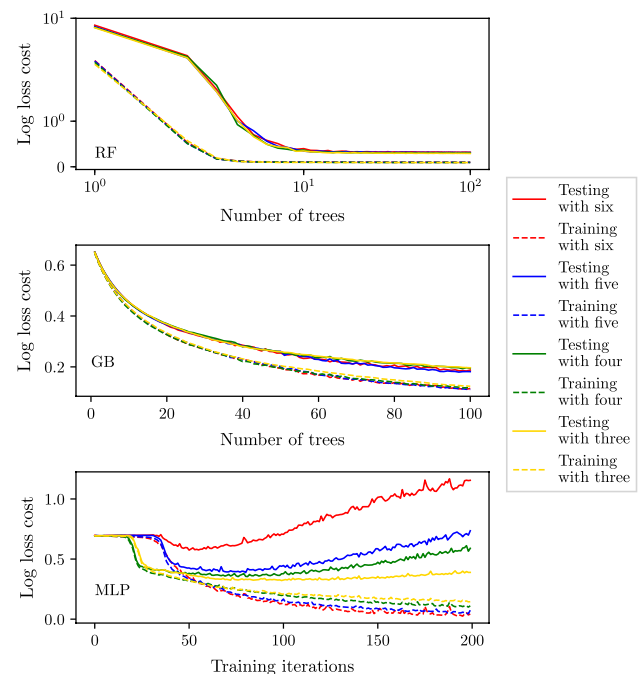 10¹
10⁰
0
Log loss cost
RF
10⁰
10¹
10²
Number of trees
0.6
0.4
0.2
Log loss cost
GB
0
20
40
60
80
100
Number of trees
1.0
0.5
0.0
Log loss cost
MLP
0
50
100
150
200
Training iterations
Testing
with six
Training
with six
Testing
with five
Training
with five
Testing
with four
Training
with four
Testing
with three
Training
with three